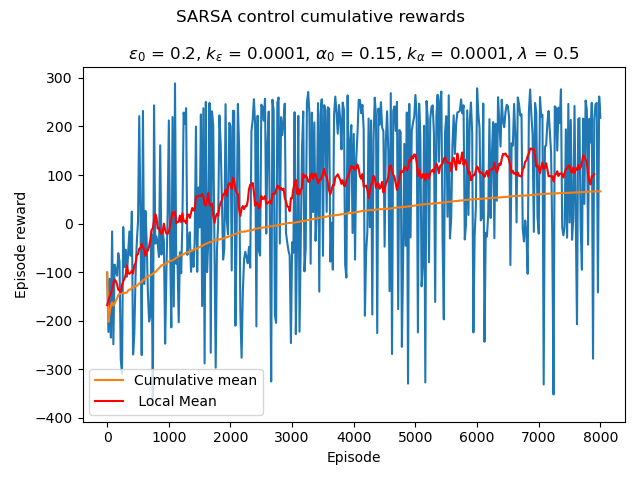 SARSA control cumulative rewards
ε0 = 0.2, kε = 0.0001, α0 = 0.15, kα = 0.0001, λ = 0.5
300
200
100
0
−100
−200
−300
−400
Episode reward
Cumulative mean
Local Mean
0 1000 2000 3000 4000 5000 6000 7000 8000
Episode